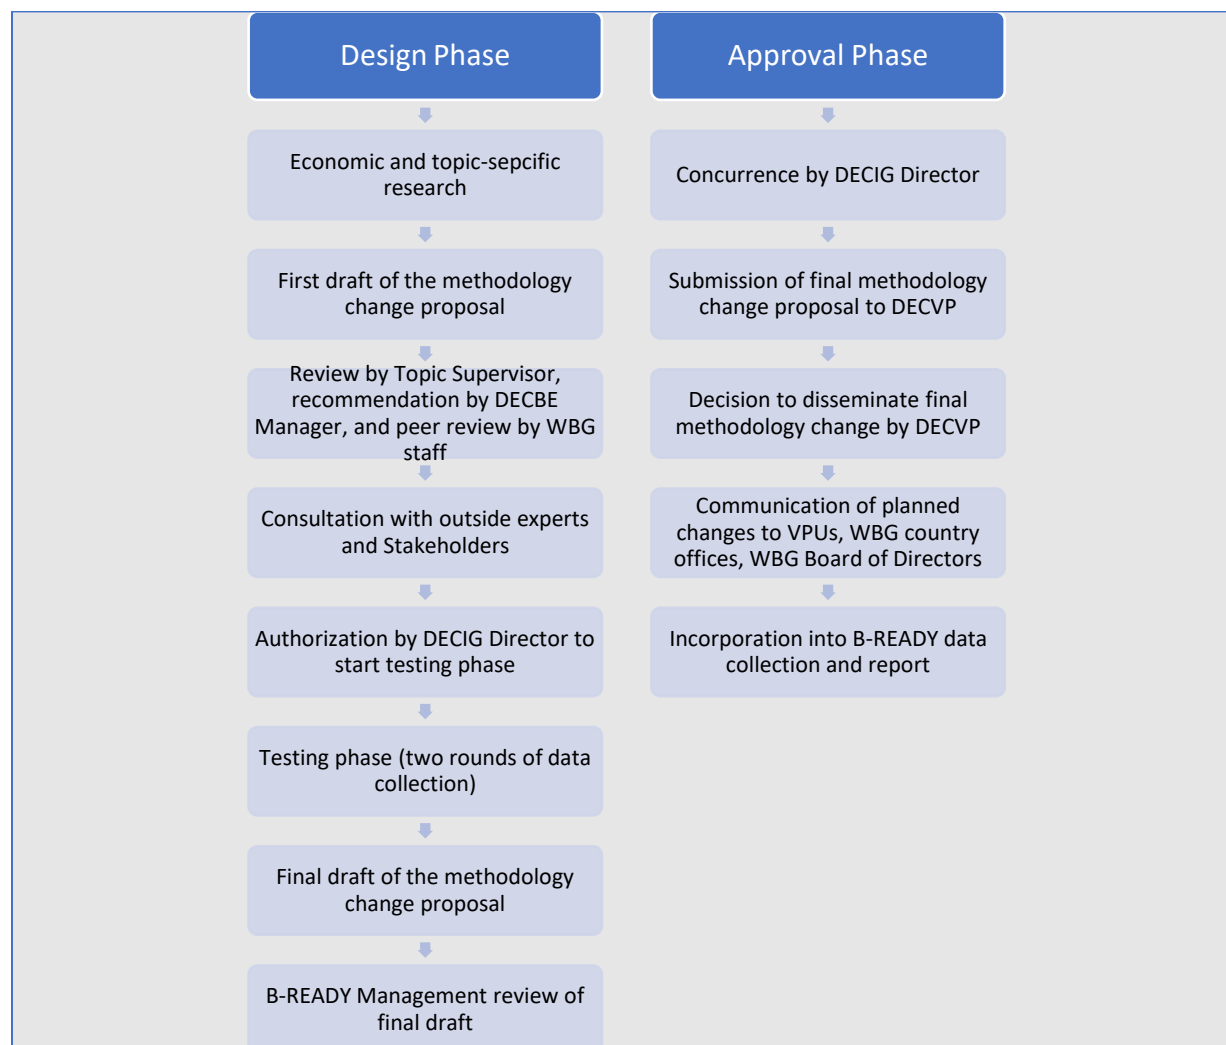 Design Phase
Economic and topic-sepcific
research
First draft of the methodology
change proposal
Review by Topic Supervisor,
recommendation by DECBE
Manager, and peer review by WBG
staff
Consultation with outside experts
and Stakeholders
Authorization by DECIG Director to
start testing phase
Testing phase (two rounds of data
collection)
Final draft of the methodology
change proposal
B-READY Management review of
final draft
Approval Phase
Concurrence by DECIG Director
Submission of final methodology
change proposal to DECVP
Decision to disseminate final
methodology change by DECVP
Communication of planned
changes to VPUs, WBG country
offices, WBG Board of Directors
Incorporation into B-READY data
collection and report